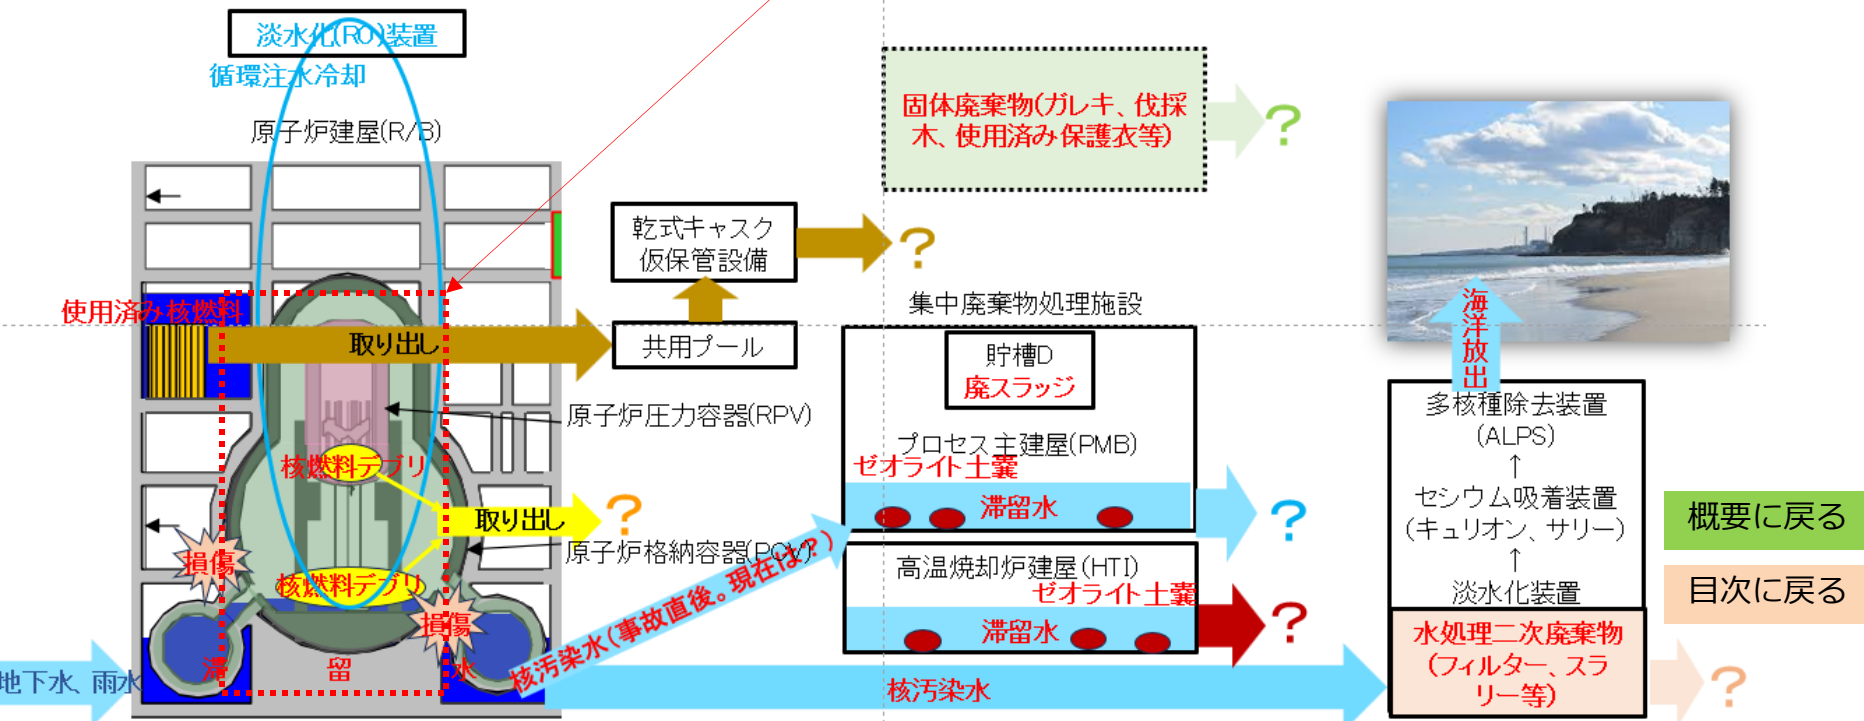 淡水化(RO)装置
循環注水冷却
原子炉建屋(R/B)
使用済み核燃料
取り出し
原子炉圧力容器(RPV)
核燃料デブリ
取り出し
?
原子炉格納容器(PCV)
核燃料デブリ
損傷
損傷
滞 留 水
地下水、雨水
核汚染水(事故直後。現在は?)
核汚染水
乾式キャスク
仮保管設備
?
共用プール
固体廃棄物(ガレキ、伐採
木、使用済み保護衣等)
?
集中廃棄物処理施設
貯槽D
廃スラッジ
プロセス主建屋(PMB)
ゼオライト土嚢
滞留水
?
高温焼却炉建屋(HTI)
ゼオライト土嚢
滞留水
?
海洋放出
多核種除去装置
(ALPS)
↑
セシウム吸着装置
(キュリオン、サリー)
↑
淡水化装置
水処理二次廃棄物
(フィルター、スラ
リー等)
?
概要に戻る
目次に戻る